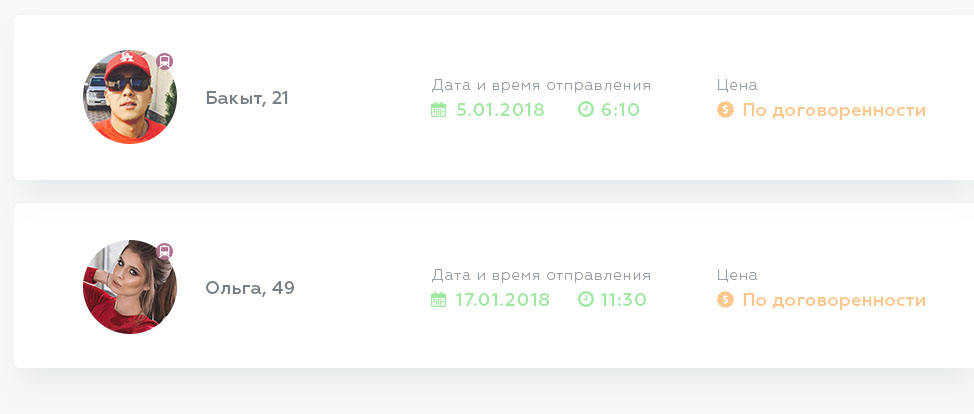 Бакыт, 21
Дата и время отправления
5.01.2018 6:10
Цена
По договоренности
Ольга, 49
Дата и время отправления
17.01.2018 11:30
Цена
По договоренности